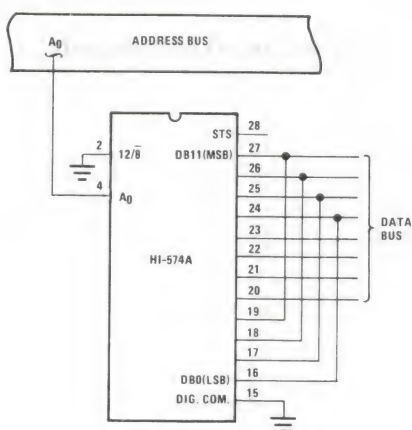 A0
ADDRESS BUS
STS 28
2 12/8̅ DB11(MSB) 27
26
4 A0 25
24
DATA BUS
23
HI-574A 22
21
20
19
18
17
DB0(LSB) 16
DIG. COM. 15